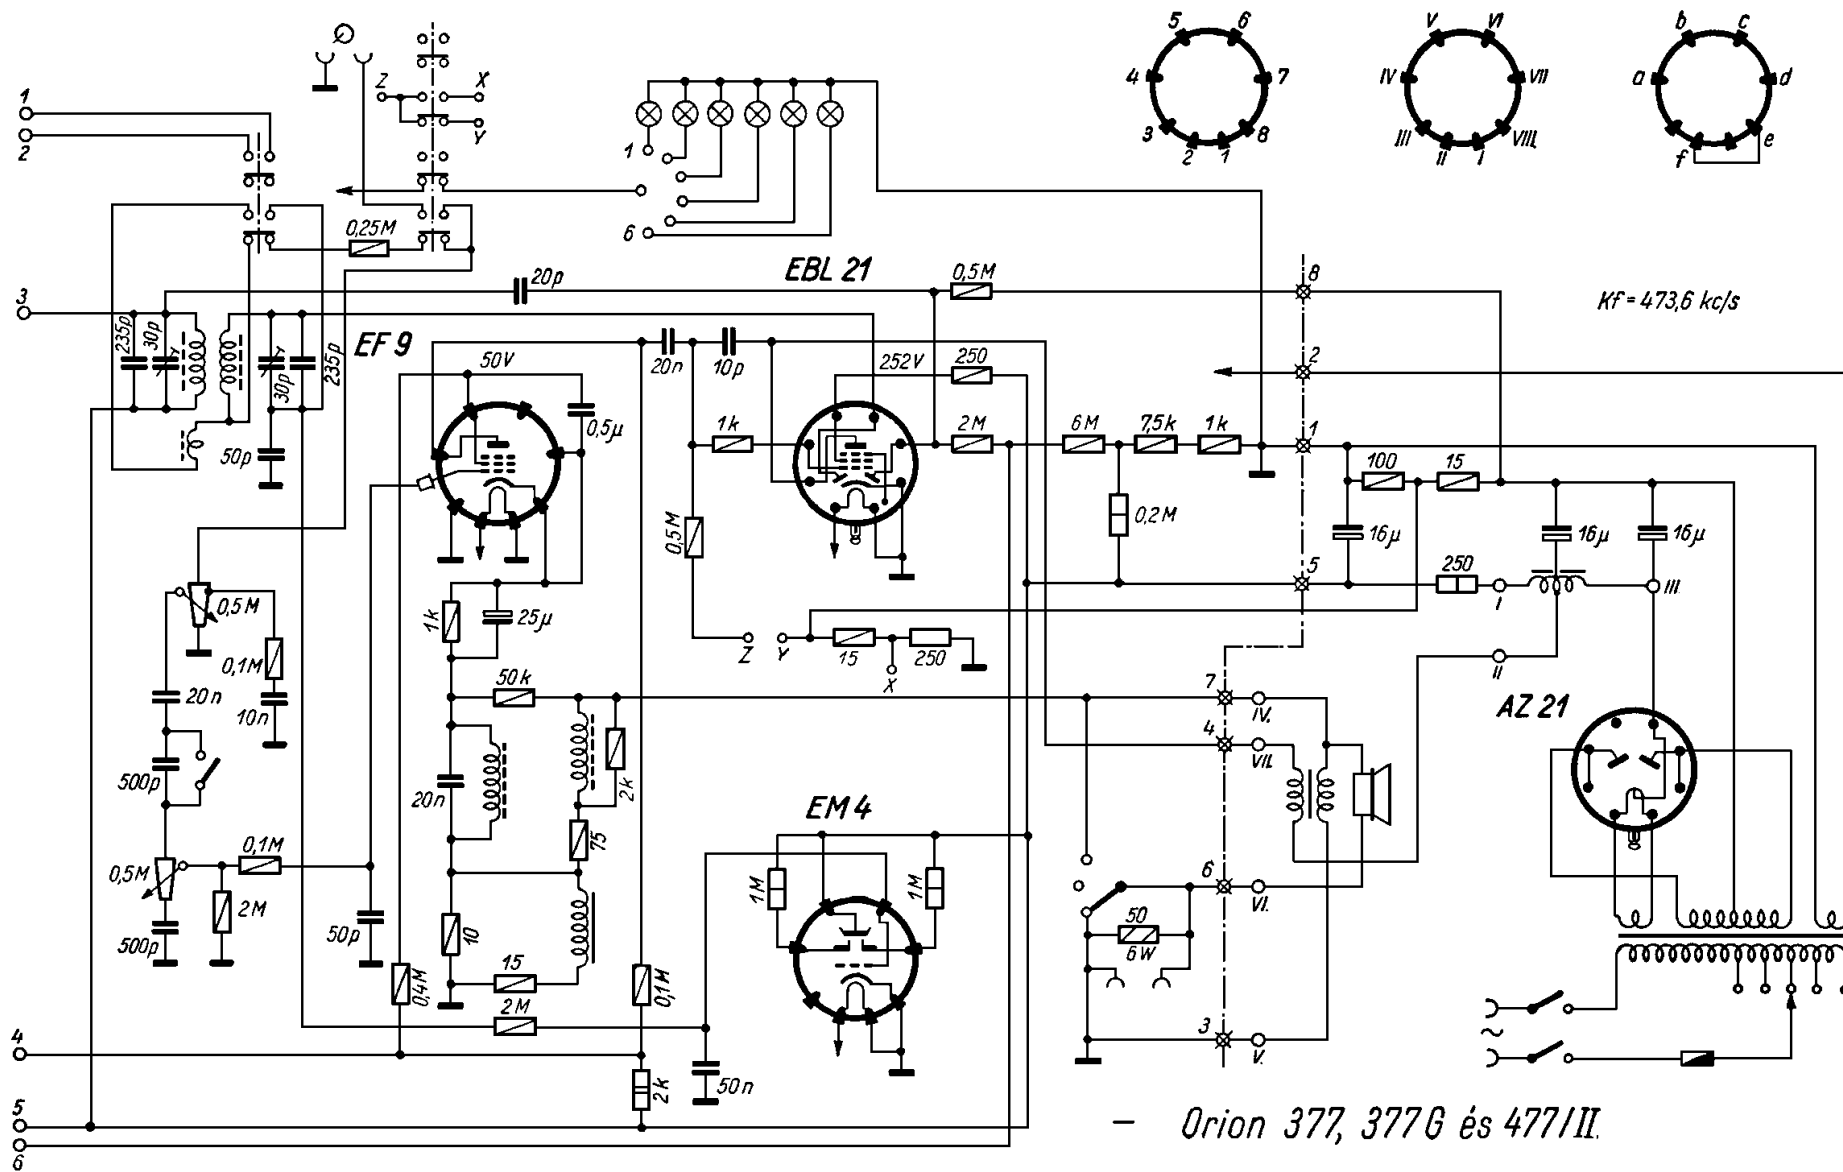 5 6
4 7
3 8
2 1
V VI
IV VII
III VIII.
II I
b c
a d
f e
1
2
Z X
Y
1
6
0,25M
3
20p
EBL 21
0,5M
8
Kf = 473,6 kc/s
235p
30p
30p
235p
EF 9
50V
20n
10p
252V
250
2
0,5µ
1k
2M
6M
7,5k
1k
1
50p
100
15
0,5M
0,2M
16µ
16µ
16µ
5
250
I
III.
0,5M
1k
25µ
0,1M
Z Y
15
250
X
II
20n
10n
50k
7
IV.
AZ 21
4
VII.
500p
20n
2k
EM 4
75
0,1M
0,5M
2M
1M
1M
6
VI.
50
6W
500p
50p
10
0,4M
15
2M
0,1M
3
V.
~
4
50n
2k
5
6
– Orion 377, 377G és 477/II.